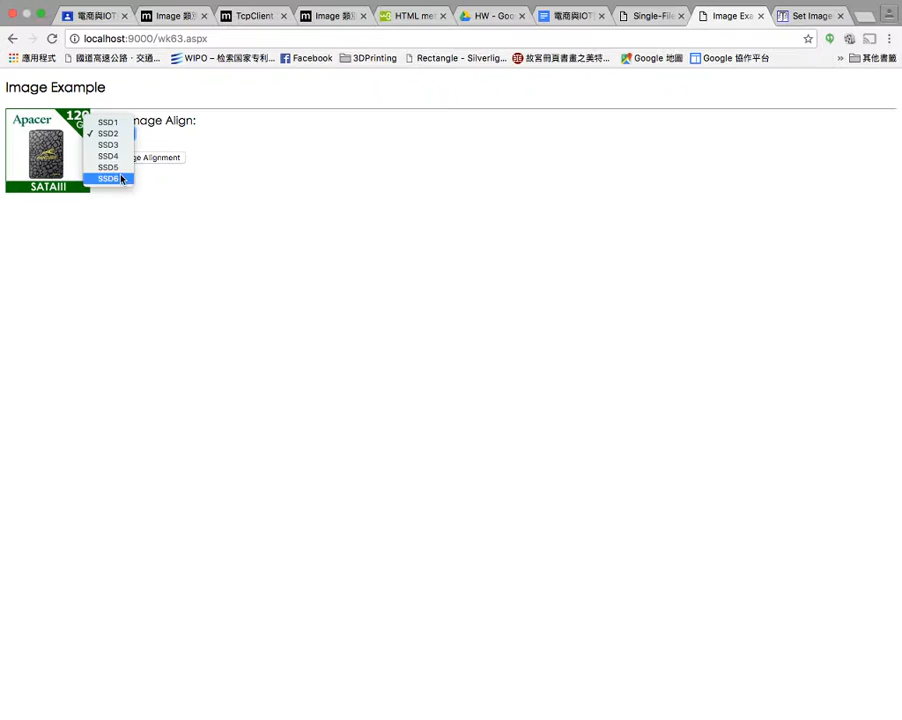 電商與IOT
Image 類別
TcpClient
Image 類別
HTML me
HW - Goo
電商與IOT
Single-File
Image Exa
Set Image
localhost:9000/wk63.aspx
應用程式
國道高速公路‧交通...
WIPO – 检索国家专利...
Facebook
3DPrinting
Rectangle - Silverlig...
故宮冊頁書畫之美特...
Google 地圖
Google 協作平台
»
其他書籤
Image Example
Apacer
SATAIII
SSD1
✓ SSD2
SSD3
SSD4
SSD5
SSD6
mage Align:
ge Alignment